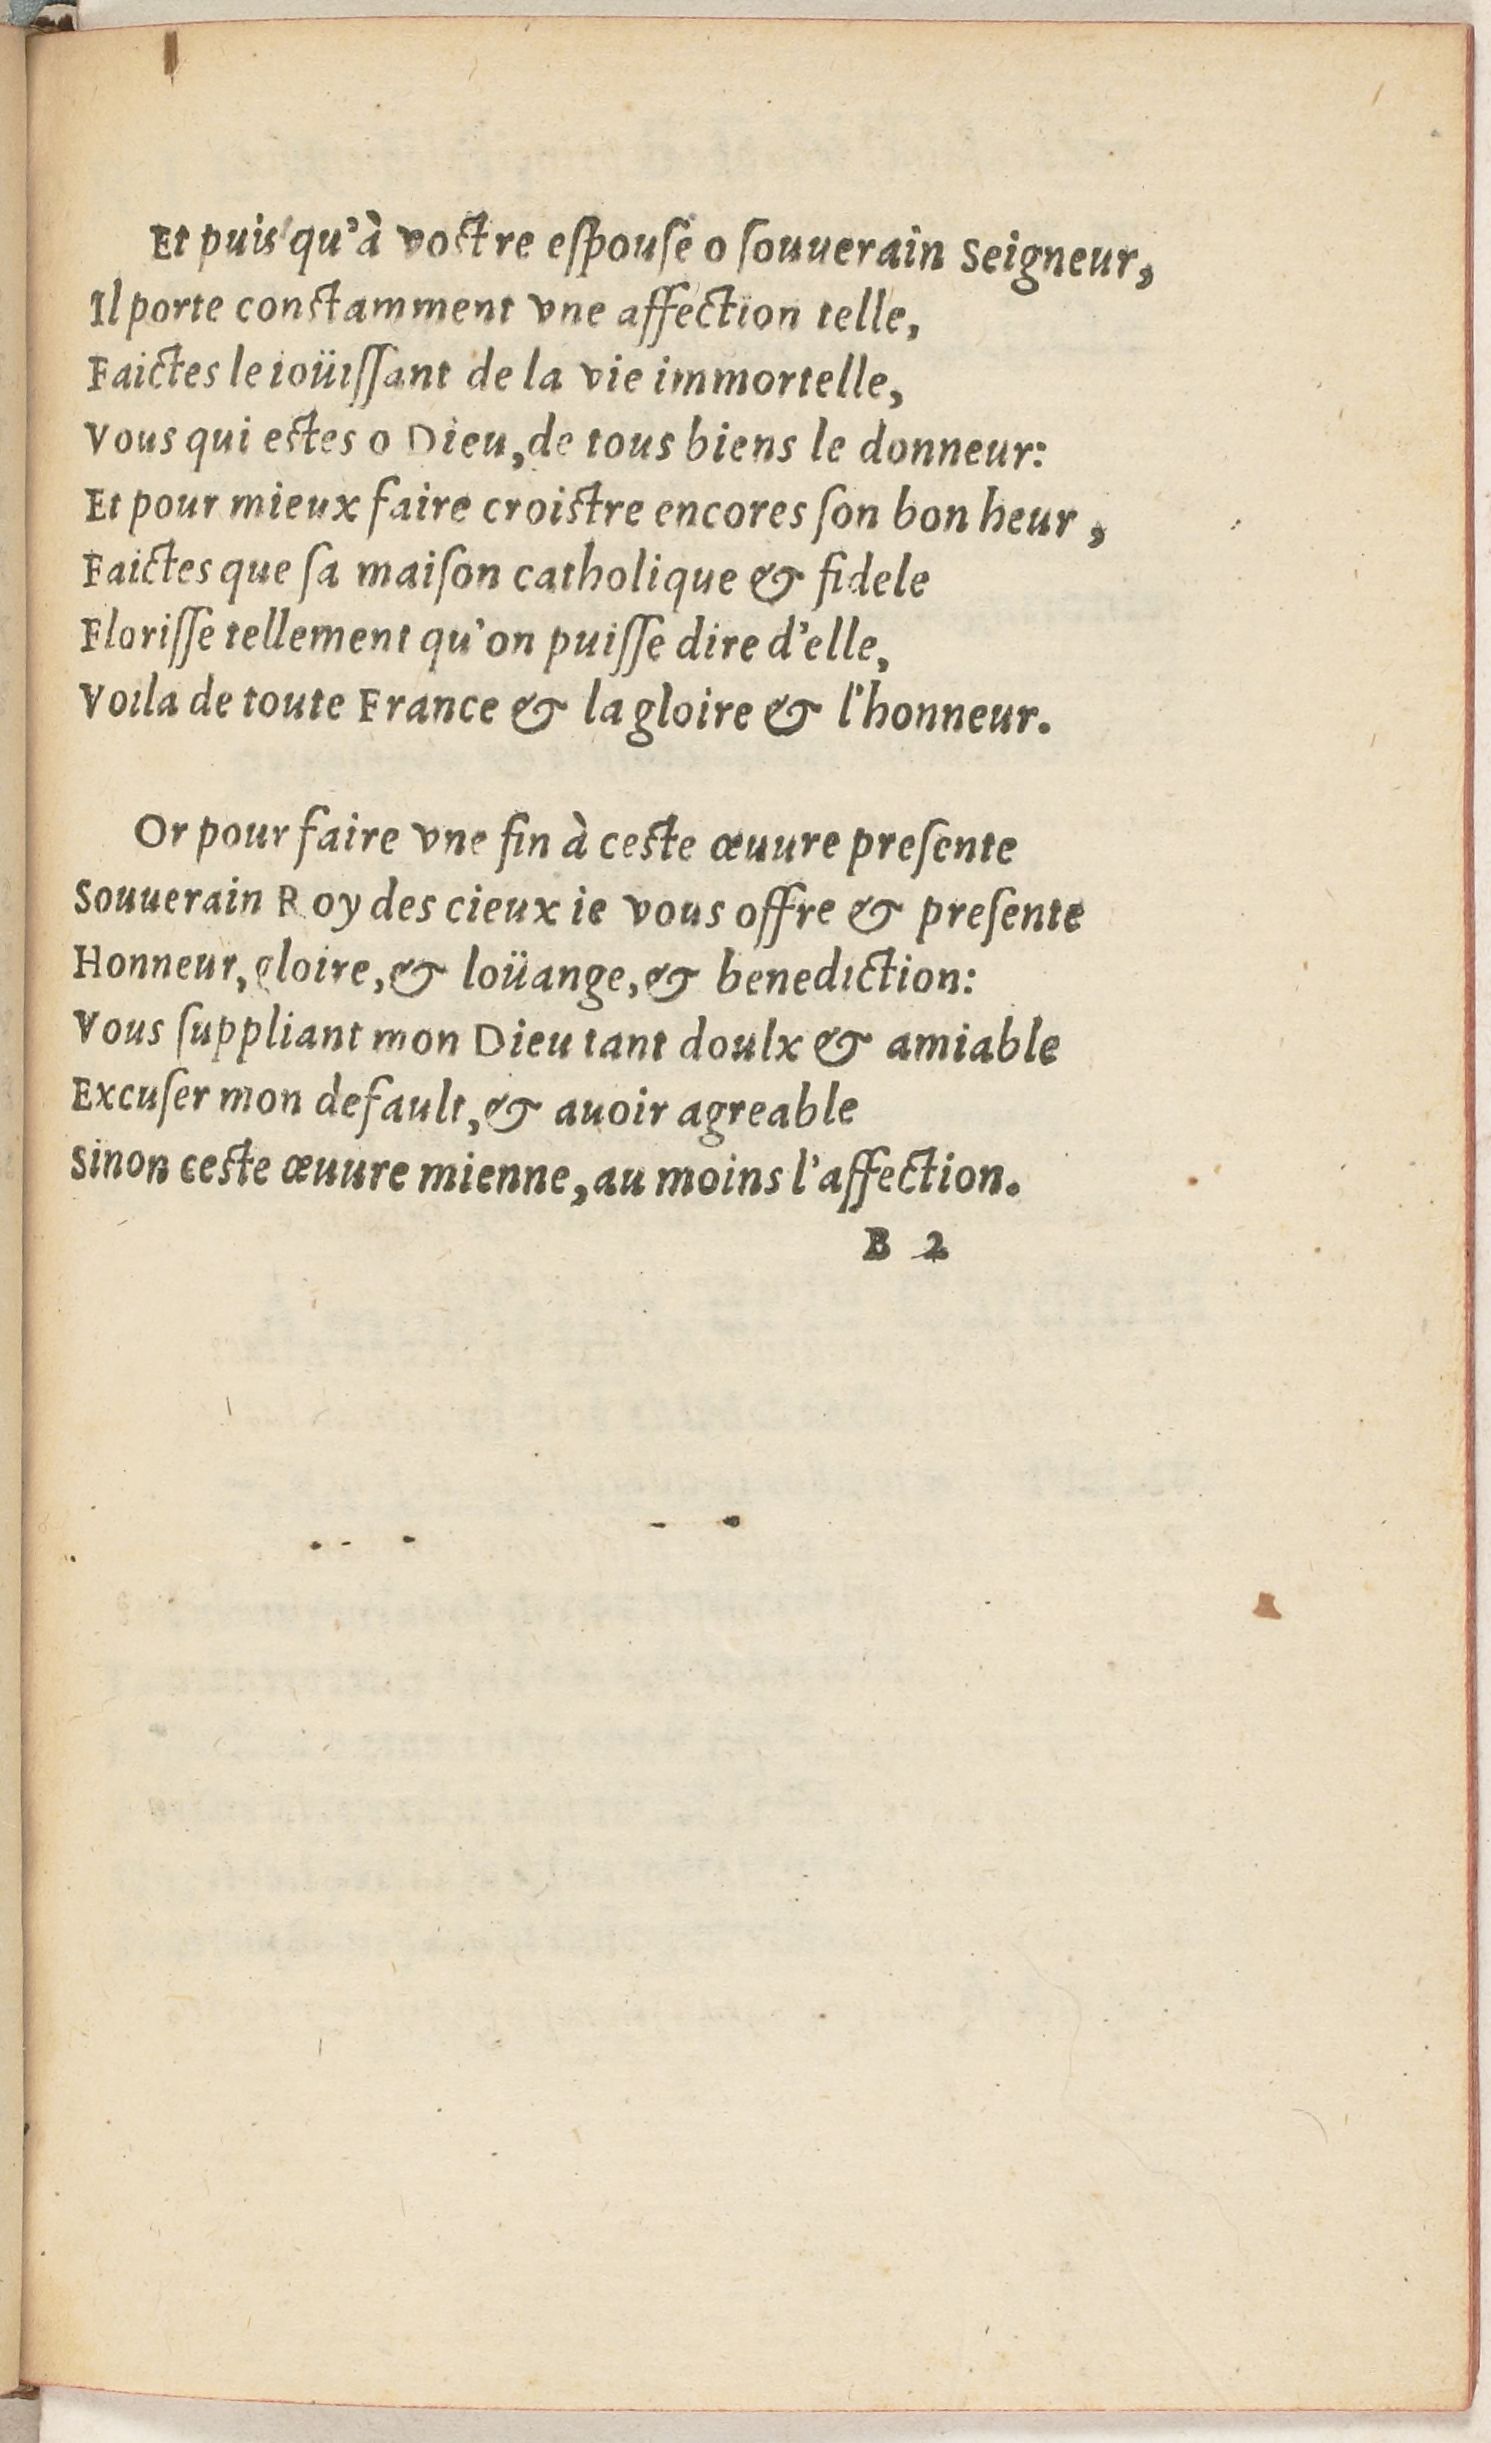 Et puis qu'à vostre eſpouſe o ſouuerain Seigneur,
Il porte constamment vne affection telle,
Faictes le ioüissant de la vie immortelle,
Vous qui estes o Dieu, de tous biens le donneur:
Et pour mieux faire croistre encores ſon bon heur,
Faictes que ſa maiſon catholique & fidele
Floriſſe tellement qu'on puiſſe dire d'elle,
Voila de toute France & la gloire & l'honneur.
Or pour faire vne fin à ceste œuure preſente
Souuerain Roy des cieux ie vous offre & preſente
Honneur, gloire, & loüange, & benediction:
Vous ſuppliant mon Dieu tant doulx & amiable
Excuſer mon default, & auoir agreable
Sinon ceste œuure mienne, au moins l'affection.
B 2